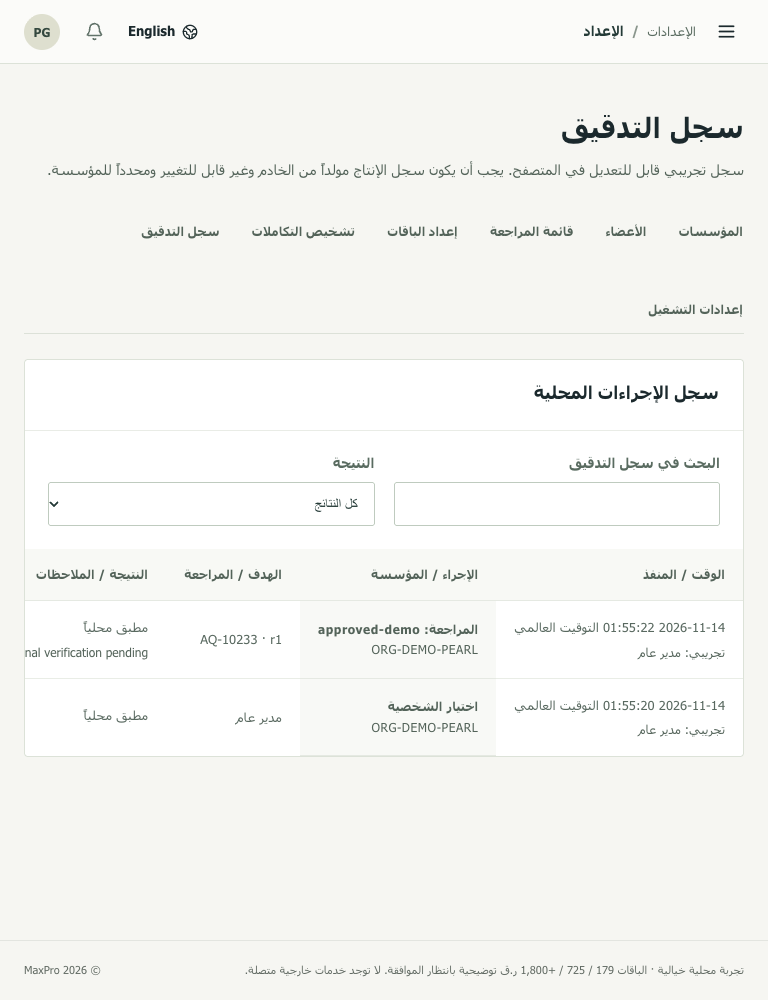 الإعدادات / الإعداد
English
PG
سجل التدقيق
سجل تجريبي قابل للتعديل في المتصفح. يجب أن يكون سجل الإنتاج مولداً من الخادم وغير قابل للتغيير ومحدداً للمؤسسة.
المؤسسات الأعضاء قائمة المراجعة إعداد الباقات تشخيص التكاملات سجل التدقيق
إعدادات التشغيل
سجل الإجراءات المحلية
البحث في سجل التدقيق النتيجة
كل النتائج
الوقت / المنفذ الإجراء / المؤسسة الهدف / المراجعة النتيجة / الملاحظات
2026-11-14 01:55:22 التوقيت العالمي المراجعة: approved-demo AQ-10233 · r1 مطبق محلياً
تجريبي: مدير عام ORG-DEMO-PEARL verification pending
2026-11-14 01:55:20 التوقيت العالمي اختيار الشخصية مدير عام مطبق محلياً
تجريبي: مدير عام ORG-DEMO-PEARL
تجربة محلية خيالية · الباقات 179 / 725 / 1,800+ ر.ق توضيحية بانتظار الموافقة. لا توجد خدمات خارجية متصلة.
© 2026 MaxPro